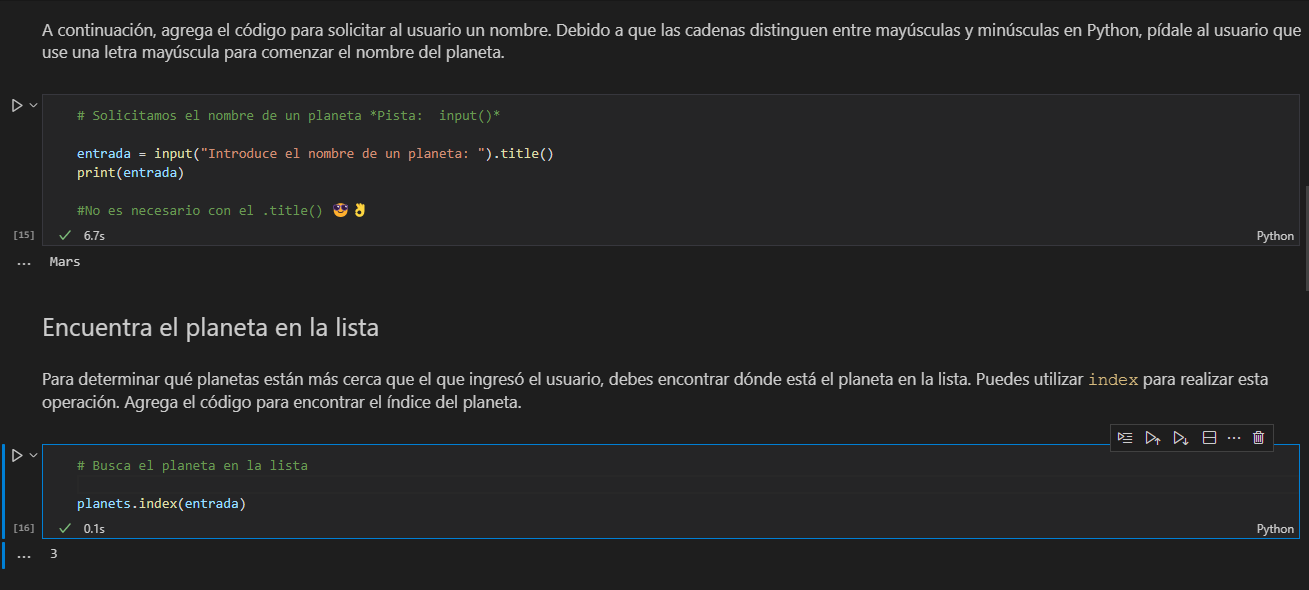 A continuación, agrega el código para solicitar al usuario un nombre. Debido a que las cadenas distinguen entre mayúsculas y minúsculas en Python, pídale al usuario que
use una letra mayúscula para comenzar el nombre del planeta.
# Solicitamos el nombre de un planeta *Pista:  input()*
entrada = input("Introduce el nombre de un planeta: ").title()
print(entrada)
#No es necesario con el .title() 😎👌
[15]
6.7s
Python
... Mars
Encuentra el planeta en la lista
Para determinar qué planetas están más cerca que el que ingresó el usuario, debes encontrar dónde está el planeta en la lista. Puedes utilizar index para realizar esta
operación. Agrega el código para encontrar el índice del planeta.
# Busca el planeta en la lista
planets.index(entrada)
[16]
0.1s
Python
... 3